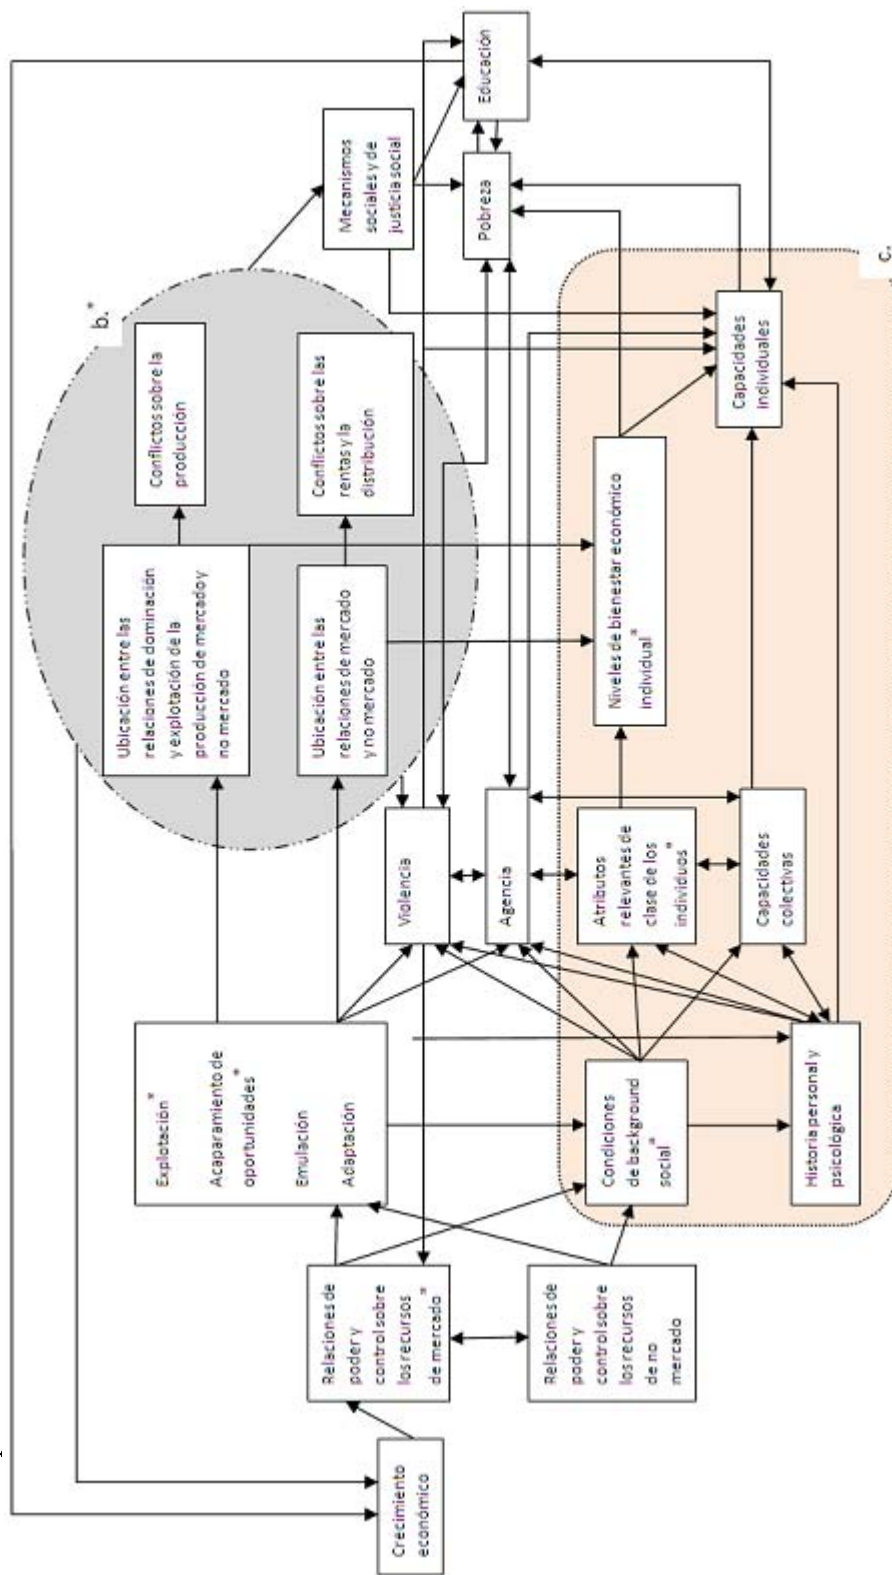 Crecimiento
económico
Relaciones de
poder y
control sobre
los recursos
de mercado*
Relaciones de
poder y
control sobre
los recursos
de no
mercado
Explotación*
Acaparamiento de
oportunidades*
Emulación
Adaptación
Condiciones
de background
social*
Historia personal y
psicológica
Violencia
Agencia
Atributos
relevantes de
clase de los
individuos*
Capacidades
colectivas
Ubicación entre las
relaciones de dominación
y explotación de la
producción de mercado y
no mercado
Ubicación entre las
relaciones de mercado
y no mercado
Niveles de bienestar económico
individual*
Conflictos sobre la
producción
Conflictos sobre las
rentas y la
distribución
b.*
Capacidades
individuales
c.
Mecanismos
sociales y de
justicia social
Pobreza
Educación